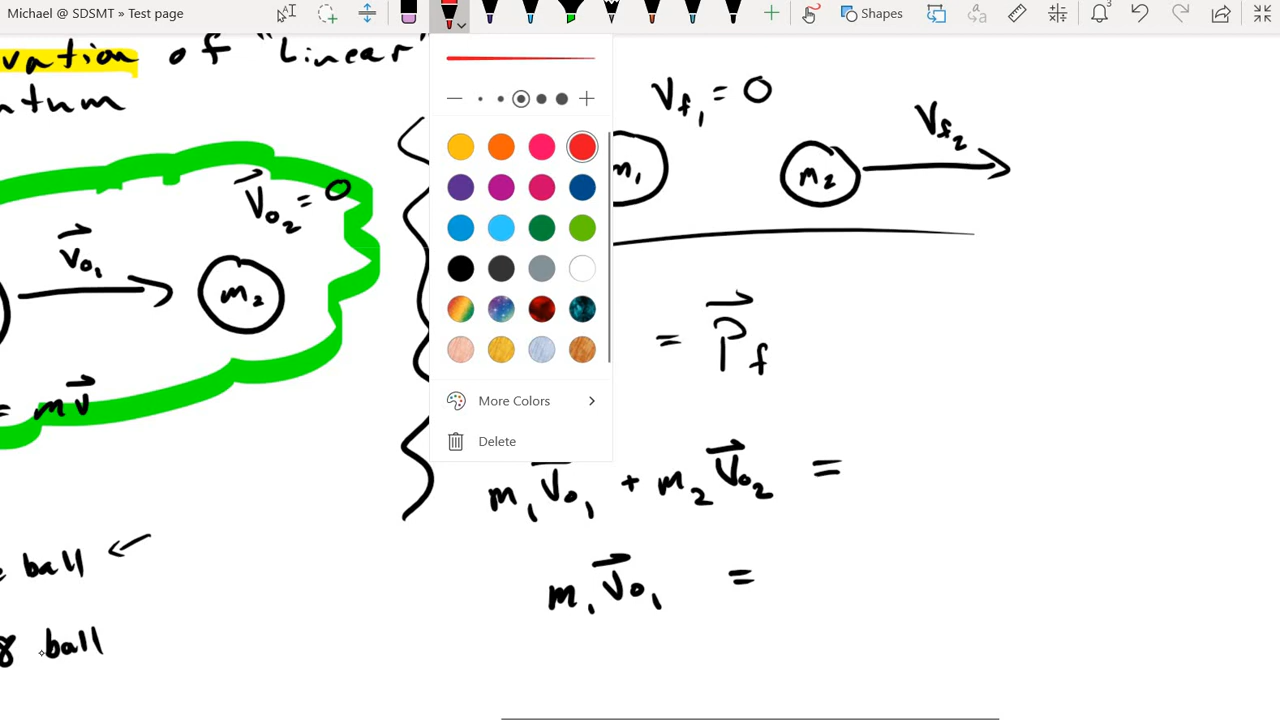 Michael @ SDSMT » Test page
Shapes
vation of "Linear"
ntum
V⃗o₂ = 0
V⃗o₁
m₂
= mv⃗
ball ←
8 ball
More Colors
Delete
Vf₁ = 0
m₁
m₂
Vf₂
= P⃗f
m₁V⃗o₁ + m₂V⃗o₂ =
m₁V⃗o₁ =